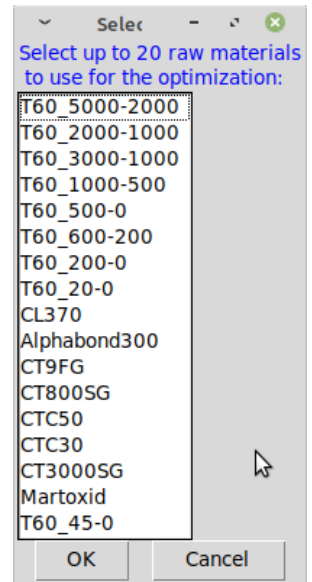 Selec
Select up to 20 raw materials
to use for the optimization:
T60_5000-2000
T60_2000-1000
T60_3000-1000
T60_1000-500
T60_500-0
T60_600-200
T60_200-0
T60_20-0
CL370
Alphabond300
CT9FG
CT800SG
CTC50
CTC30
CT3000SG
Martoxid
T60_45-0
OK Cancel